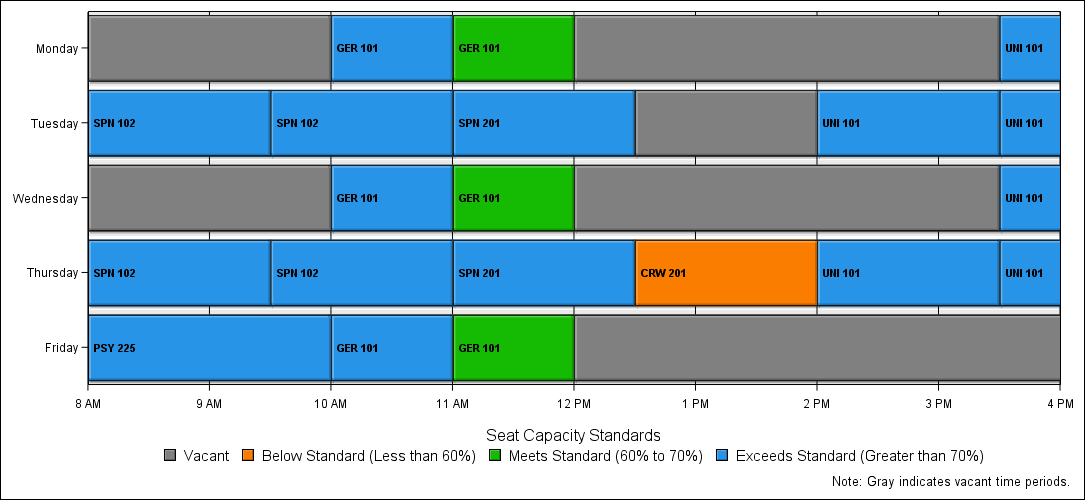 Monday GER 101 GER 101 UNI 101
Tuesday SPN 102 SPN 102 SPN 201 UNI 101 UNI 101
Wednesday GER 101 GER 101 UNI 101
Thursday SPN 102 SPN 102 SPN 201 CRW 201 UNI 101 UNI 101
Friday PSY 225 GER 101 GER 101
8 AM 9 AM 10 AM 11 AM 12 PM 1 PM 2 PM 3 PM 4 PM
Seat Capacity Standards
Vacant Below Standard (Less than 60%) Meets Standard (60% to 70%) Exceeds Standard (Greater than 70%)
Note: Gray indicates vacant time periods.